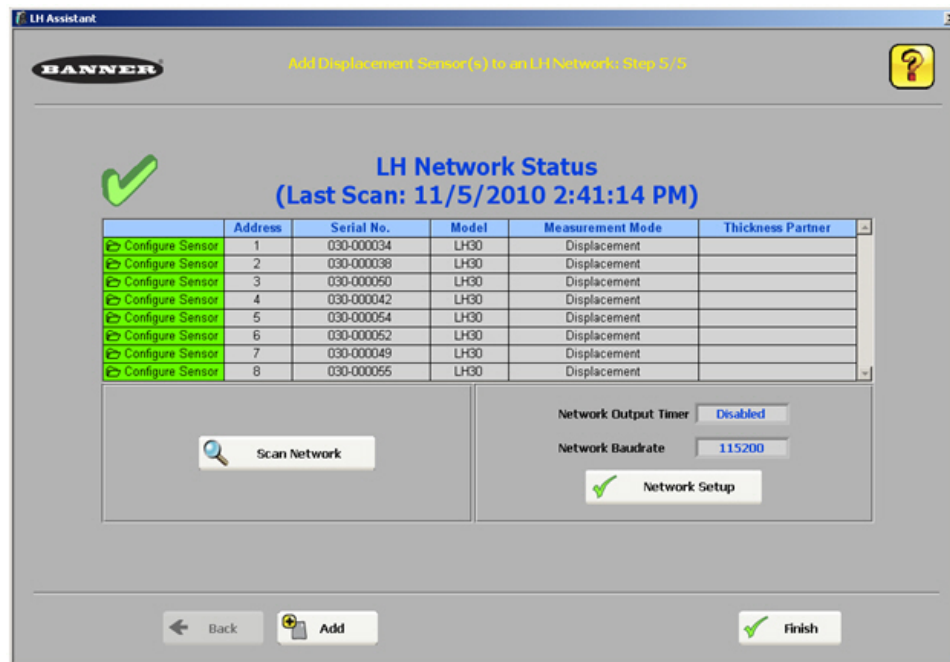 LH Assistant
BANNER
Add Displacement Sensor(s) to an LH Network: Step 5/5
?
LH Network Status
(Last Scan: 11/5/2010 2:41:14 PM)
Address Serial No. Model Measurement Mode Thickness Partner
Configure Sensor 1 030-000034 LH30 Displacement
Configure Sensor 2 030-000038 LH30 Displacement
Configure Sensor 3 030-000050 LH30 Displacement
Configure Sensor 4 030-000042 LH30 Displacement
Configure Sensor 5 030-000054 LH30 Displacement
Configure Sensor 6 030-000052 LH30 Displacement
Configure Sensor 7 030-000049 LH30 Displacement
Configure Sensor 8 030-000055 LH30 Displacement
Network Output Timer Disabled
Network Baudrate 115200
Scan Network
Network Setup
Back Add Finish